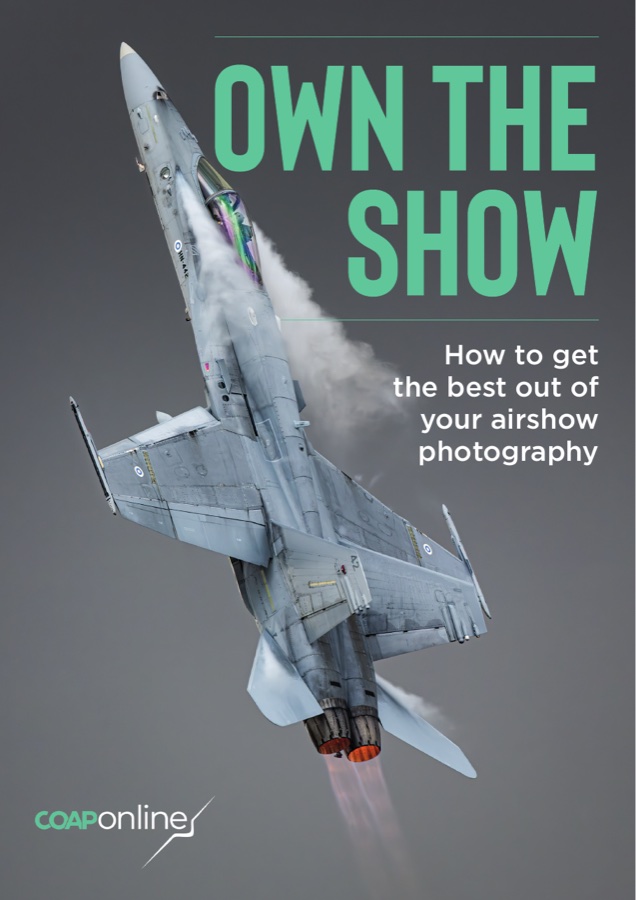 OWN THE
SHOW
How to get
the best out of
your airshow
photography
COAPonline